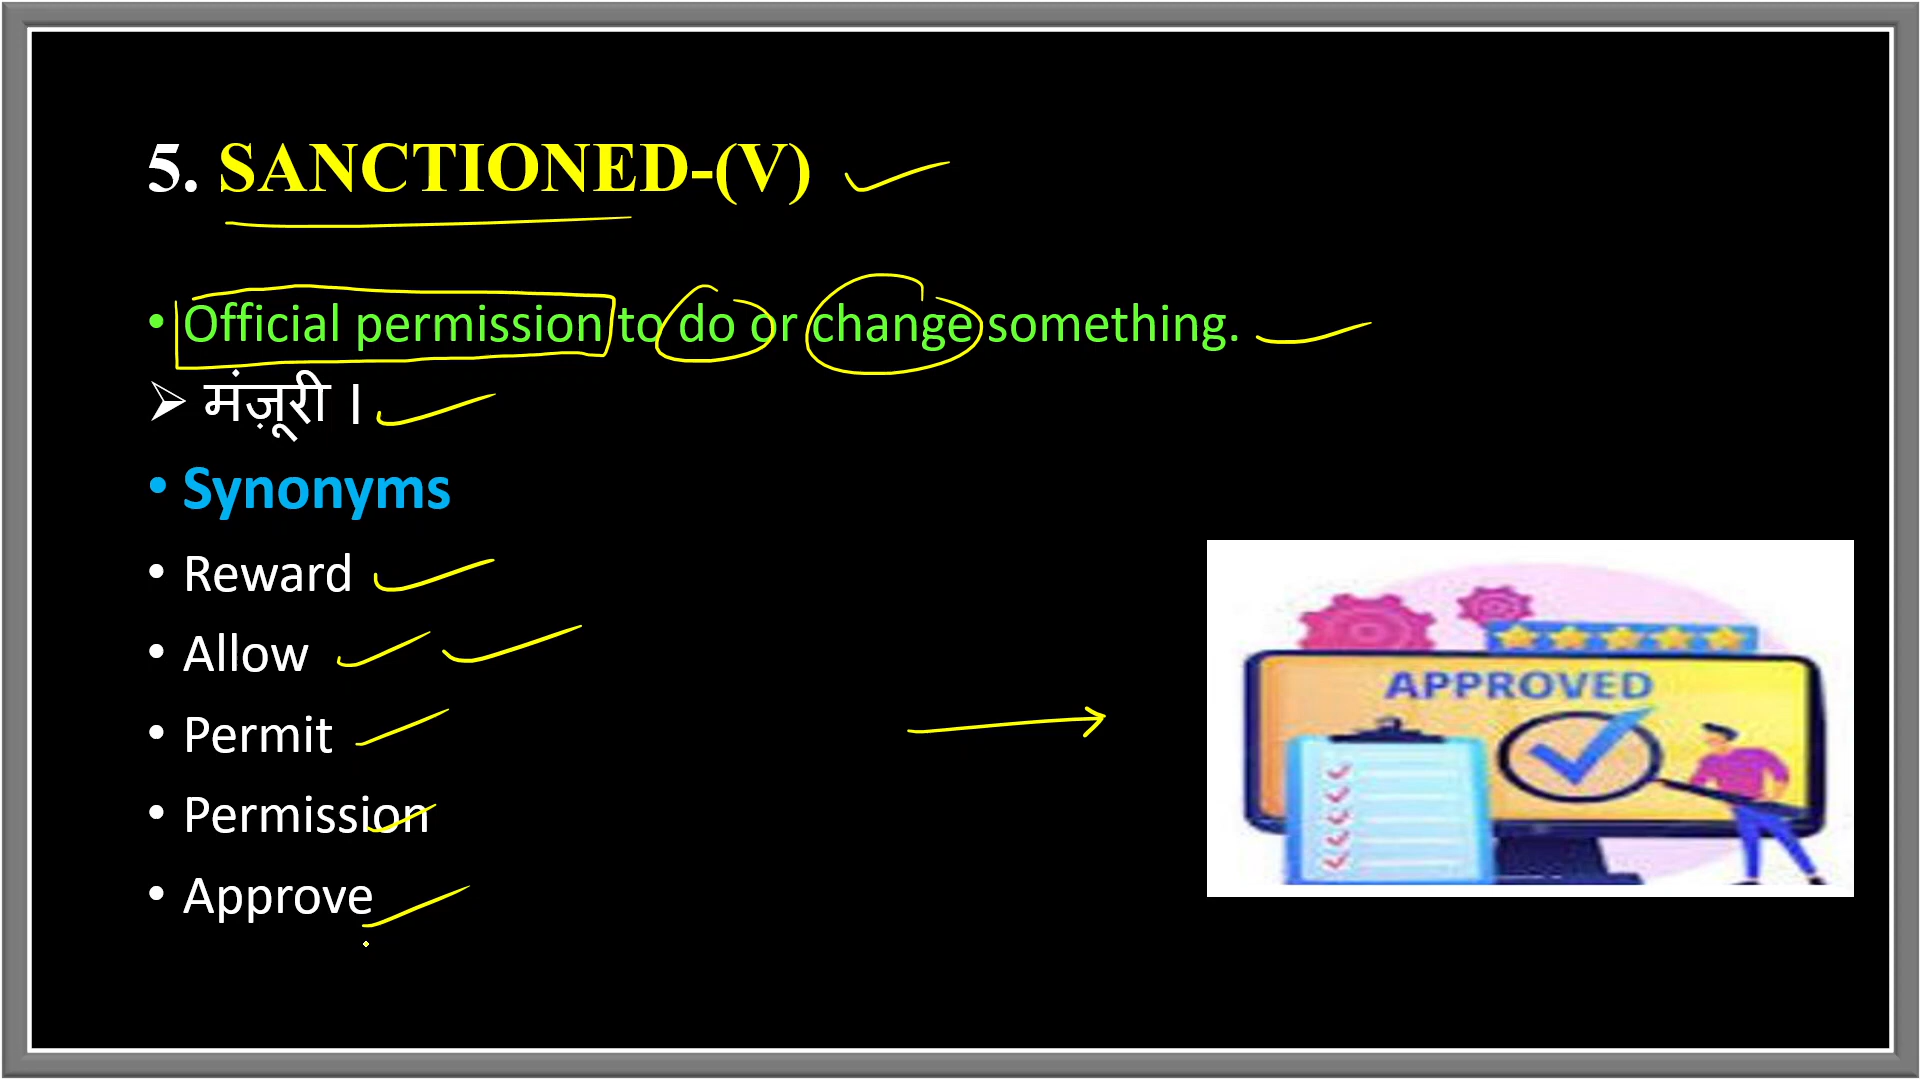 5. SANCTIONED-(V)
• Official permission to do or change something.
➢ मंज़ूरी ।
• Synonyms
• Reward
• Allow
• Permit
• Permission
• Approve
APPROVED